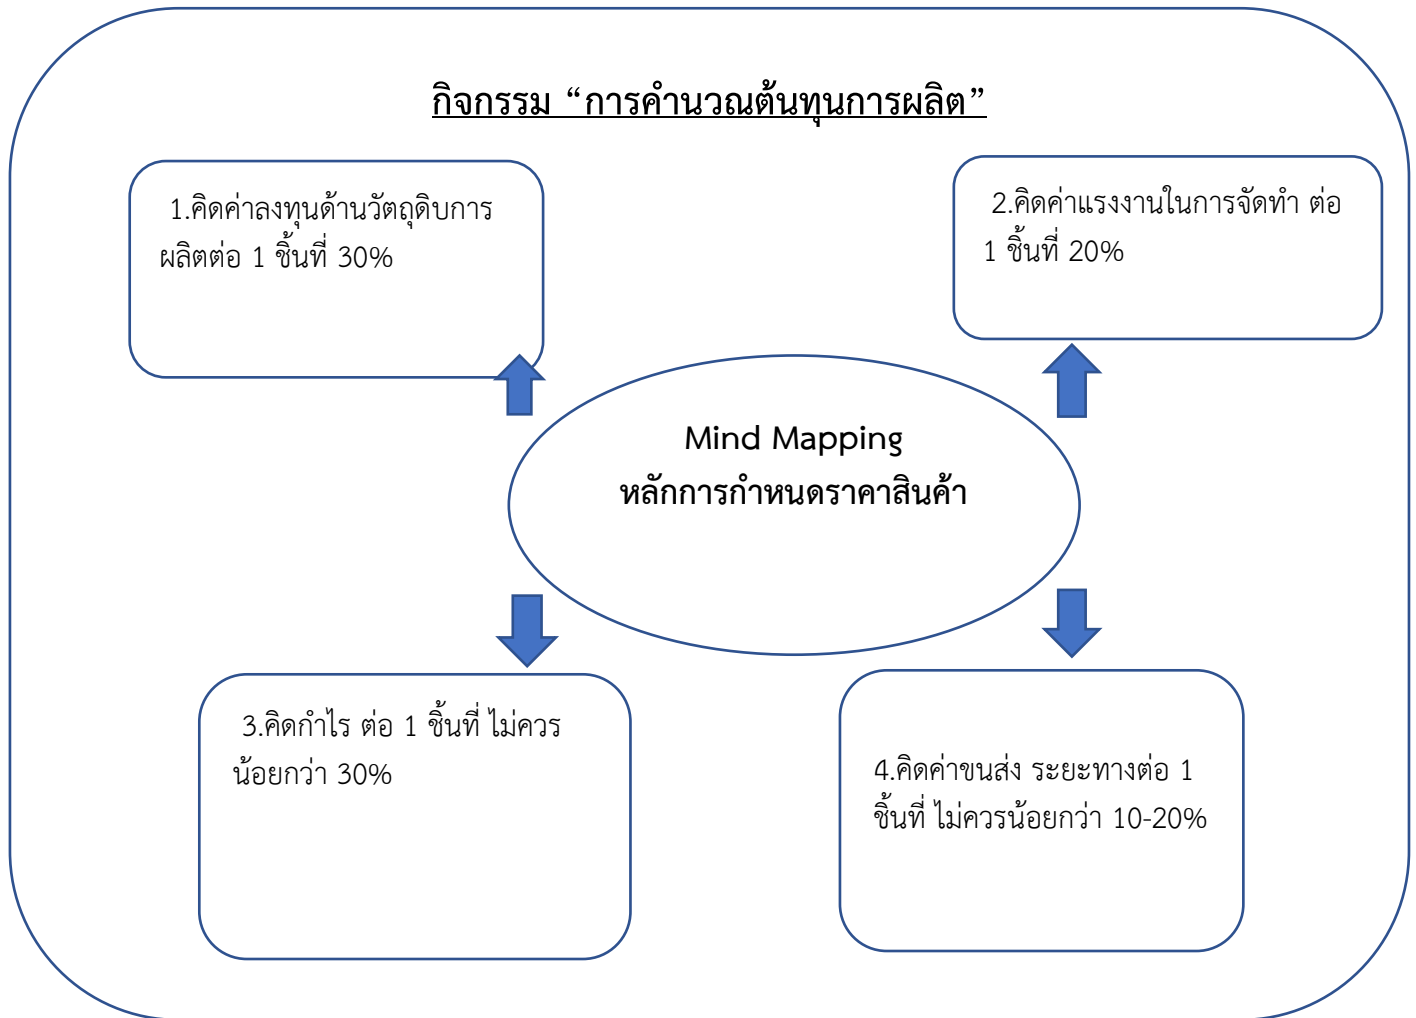 กิจกรรม “การคำนวณต้นทุนการผลิต”
1.คิดค่าลงทุนด้านวัตถุดิบการ
ผลิตต่อ 1 ชิ้นที่ 30%
2.คิดค่าแรงงานในการจัดทำ ต่อ
1 ชิ้นที่ 20%
Mind Mapping
หลักการกำหนดราคาสินค้า
3.คิดกำไร ต่อ 1 ชิ้นที่ ไม่ควร
น้อยกว่า 30%
4.คิดค่าขนส่ง ระยะทางต่อ 1
ชิ้นที่ ไม่ควรน้อยกว่า 10-20%